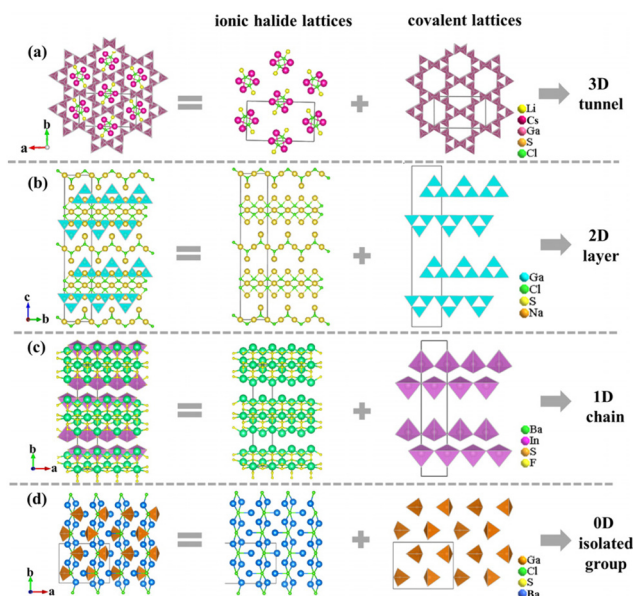 ionic halide lattices covalent lattices
(a)
b
a
Li
Cs
Ga
S
Cl
3D
tunnel
(b)
c
b
Ga
Cl
S
Na
2D
layer
(c)
b
a
Ba
In
S
F
1D
chain
(d)
b
a
Ga
Cl
S
Ba
0D
isolated
group